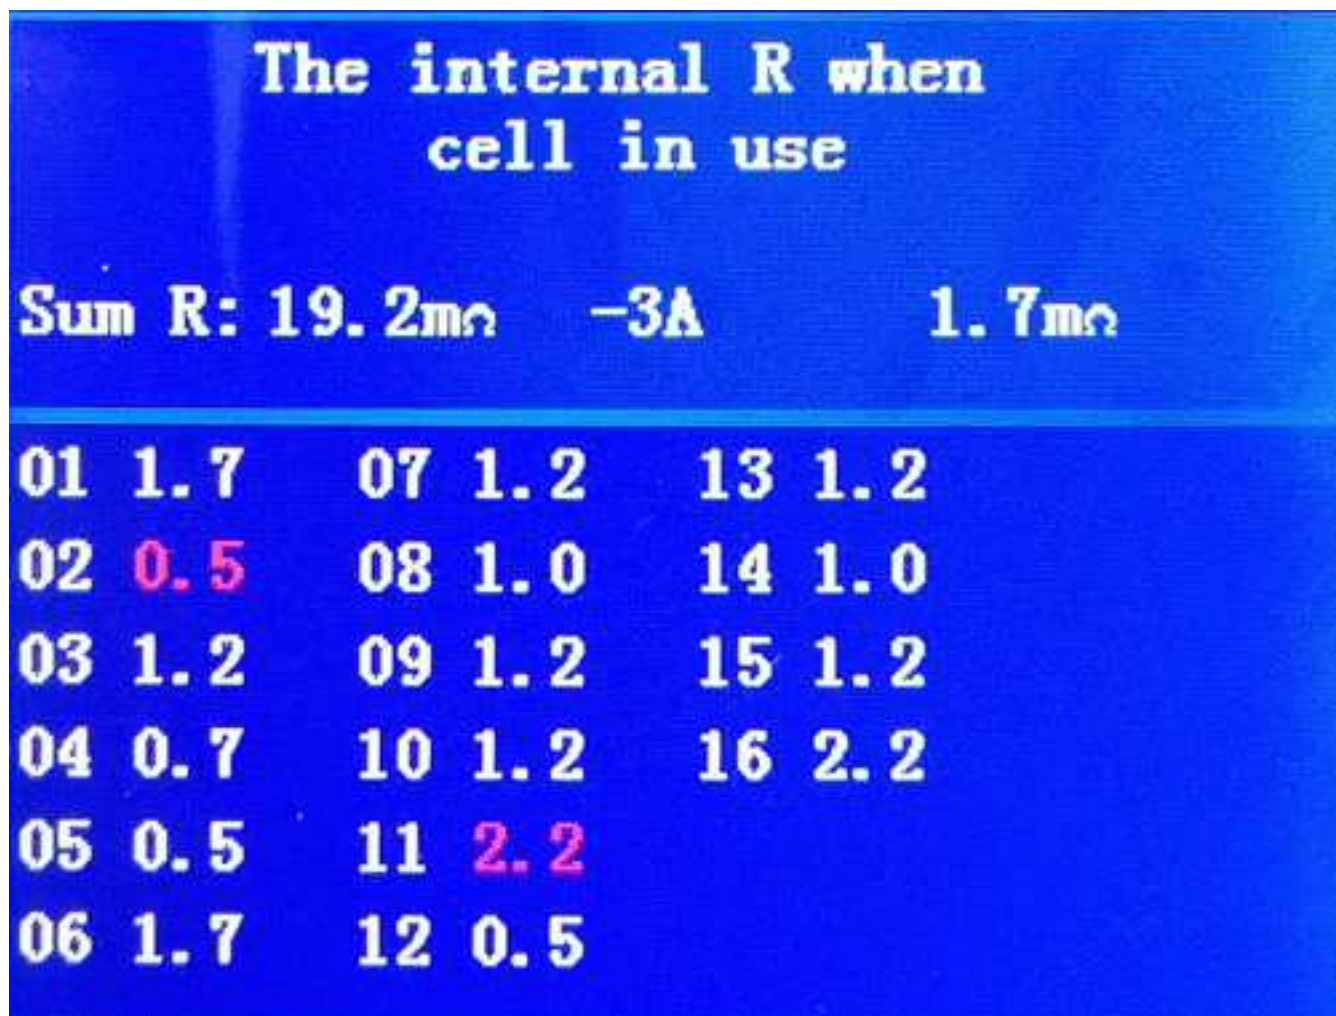 The internal R when
cell in use
Sum R: 19.2mΩ -3A 1.7mΩ
01 1.7 07 1.2 13 1.2
02 0.5 08 1.0 14 1.0
03 1.2 09 1.2 15 1.2
04 0.7 10 1.2 16 2.2
05 0.5 11 2.2
06 1.7 12 0.5